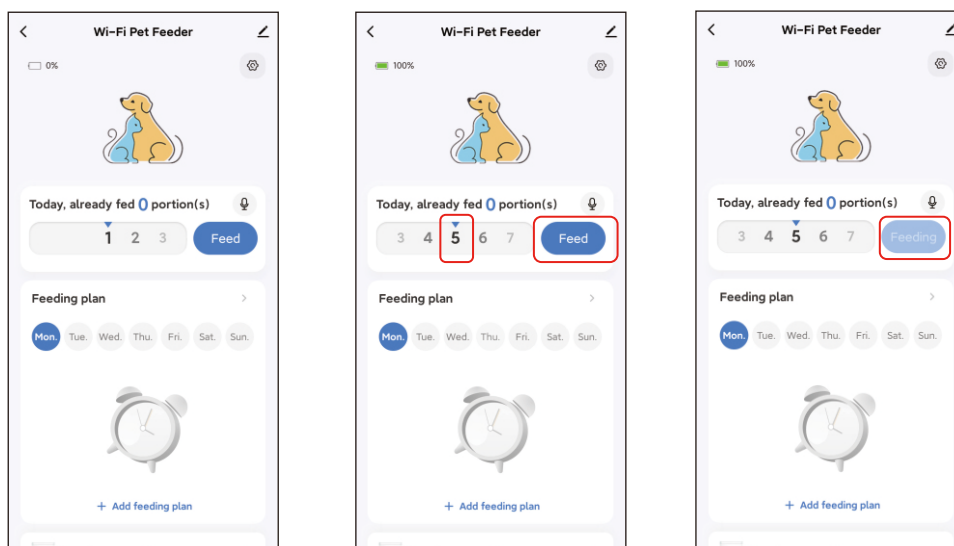 Wi-Fi Pet Feeder
0%
Today, already fed 0 portion(s)
1 2 3 Feed
Feeding plan
Mon. Tue. Wed. Thu. Fri. Sat. Sun.
+ Add feeding plan
Wi-Fi Pet Feeder
100%
Today, already fed 0 portion(s)
3 4 5 6 7 Feed
Feeding plan
Mon. Tue. Wed. Thu. Fri. Sat. Sun.
+ Add feeding plan
Wi-Fi Pet Feeder
100%
Today, already fed 0 portion(s)
3 4 5 6 7 Feeding
Feeding plan
Mon. Tue. Wed. Thu. Fri. Sat. Sun.
+ Add feeding plan